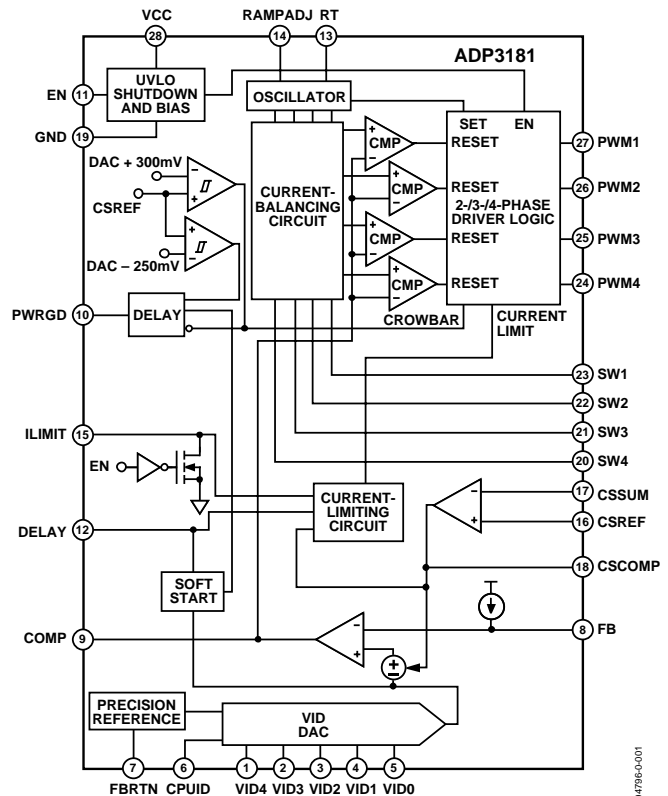 VCC
RAMPADJ RT
28
14
13
ADP3181
UVLO
SHUTDOWN
AND BIAS
EN 11
OSCILLATOR
GND 19
SET EN
CMP
RESET
27 PWM1
DAC + 300mV
CSREF
CURRENT-
BALANCING
CIRCUIT
CMP
RESET
26 PWM2
2-/3-/4-PHASE
DRIVER LOGIC
CMP
RESET
25 PWM3
DAC – 250mV
CMP
RESET
24 PWM4
PWRGD 10
DELAY
CROWBAR
CURRENT
LIMIT
23 SW1
22 SW2
21 SW3
20 SW4
ILIMIT 15
EN
CURRENT-
LIMITING
CIRCUIT
17 CSSUM
16 CSREF
DELAY 12
18 CSCOMP
SOFT
START
COMP 9
8 FB
PRECISION
REFERENCE
VID
DAC
7
6
1
2
3
4
5
FBRTN CPUID VID4 VID3 VID2 VID1 VID0
04796-0-001